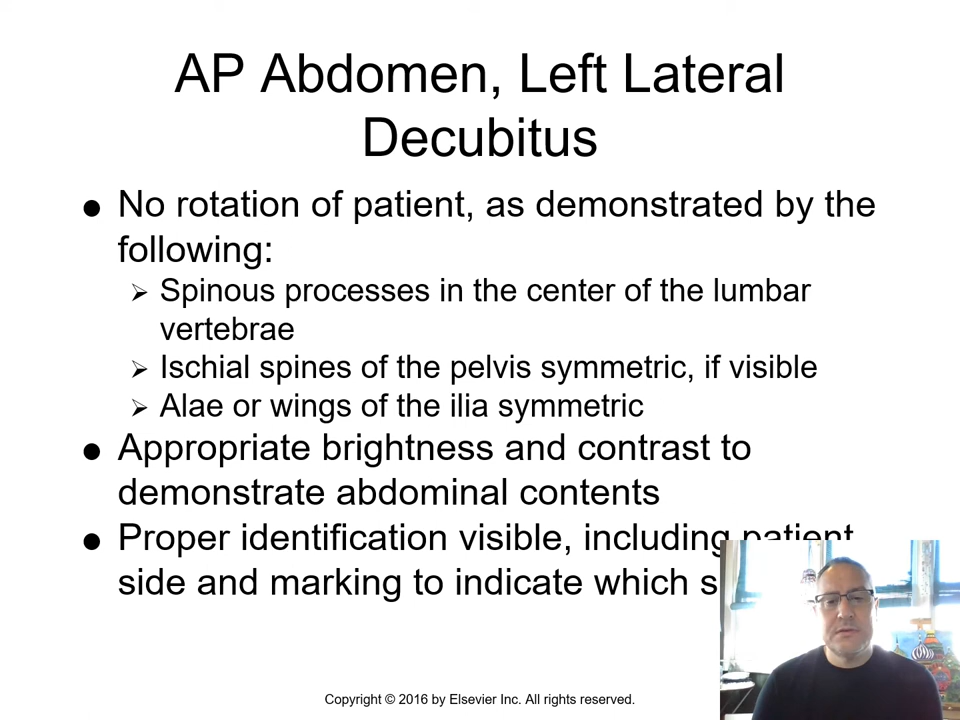 AP Abdomen, Left Lateral
Decubitus
● No rotation of patient, as demonstrated by the
following:
➢ Spinous processes in the center of the lumbar
vertebrae
➢ Ischial spines of the pelvis symmetric, if visible
➢ Alae or wings of the ilia symmetric
● Appropriate brightness and contrast to
demonstrate abdominal contents
● Proper identification visible, including patient
side and marking to indicate which
Copyright © 2016 by Elsevier Inc. All rights reserved.